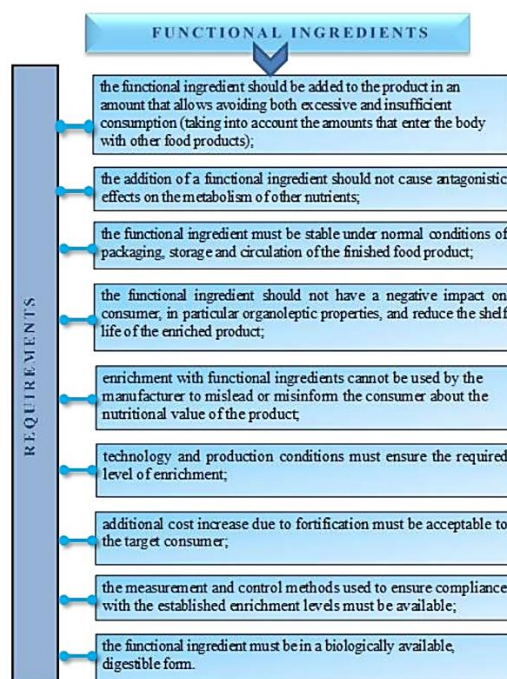 FUNCTIONAL INGREDIENTS
REQUIREMENTS
the functional ingredient should be added to the product in an
amount that allows avoiding both excessive and insufficient
consumption (taking into account the amounts that enter the body
with other food products);
the addition of a functional ingredient should not cause antagonistic
effects on the metabolism of other nutrients;
the functional ingredient must be stable under normal conditions of
packaging, storage and circulation of the finished food product;
the functional ingredient should not have a negative impact on
consumer, in particular organoleptic properties, and reduce the shelf
life of the enriched product;
enrichment with functional ingredients cannot be used by the
manufacturer to mislead or misinform the consumer about the
nutritional value of the product;
technology and production conditions must ensure the required
level of enrichment;
additional cost increase due to fortification must be acceptable to
the target consumer;
the measurement and control methods used to ensure compliance
with the established enrichment levels must be available;
the functional ingredient must be in a biologically available,
digestible form.